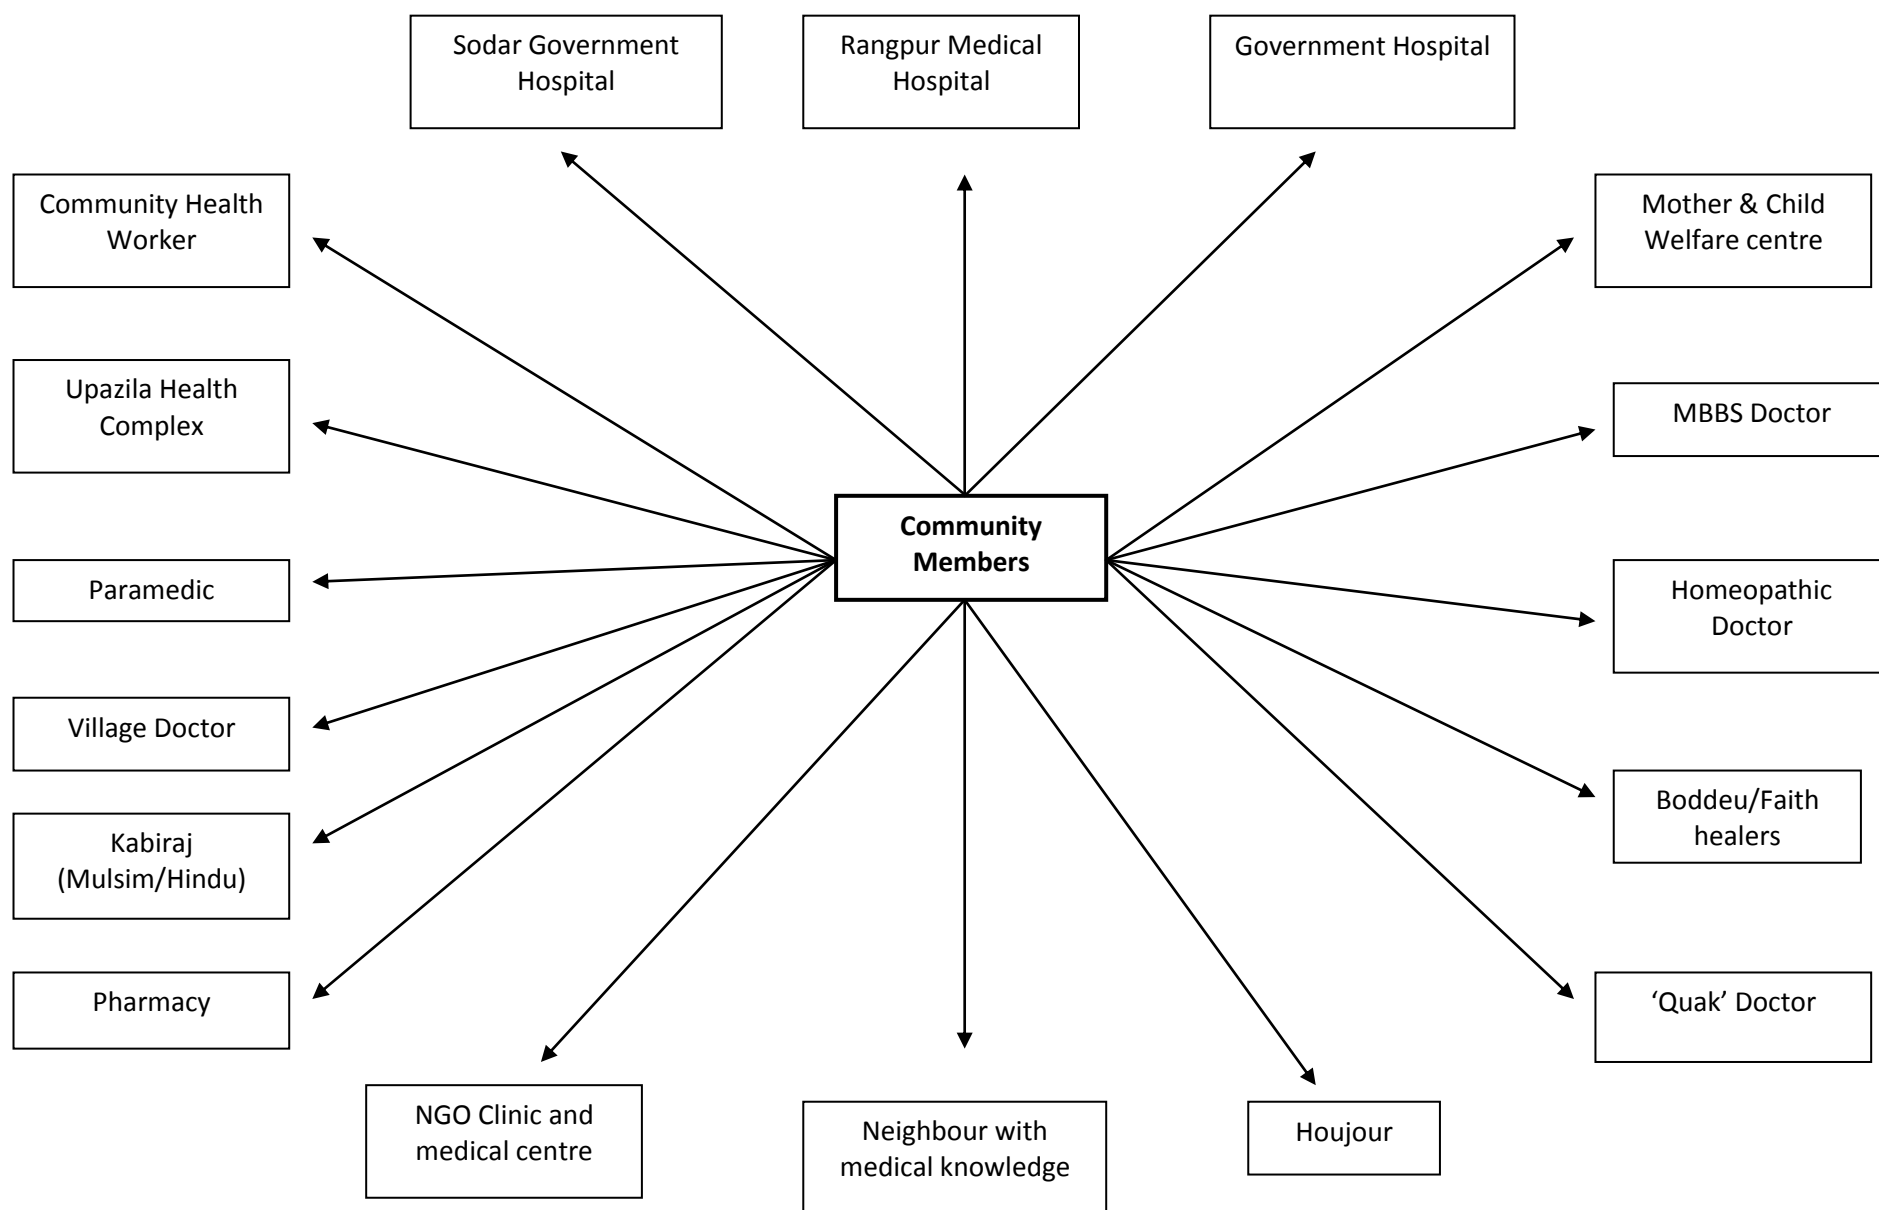 Sodar Government
Hospital
Rangpur Medical
Hospital
Government Hospital
Community Health
Worker
Mother & Child
Welfare centre
Upazila Health
Complex
MBBS Doctor
Community
Members
Paramedic
Homeopathic
Doctor
Village Doctor
Boddeu/Faith
healers
Kabiraj
(Mulsim/Hindu)
Pharmacy
‘Quak’ Doctor
NGO Clinic and
medical centre
Neighbour with
medical knowledge
Houjour